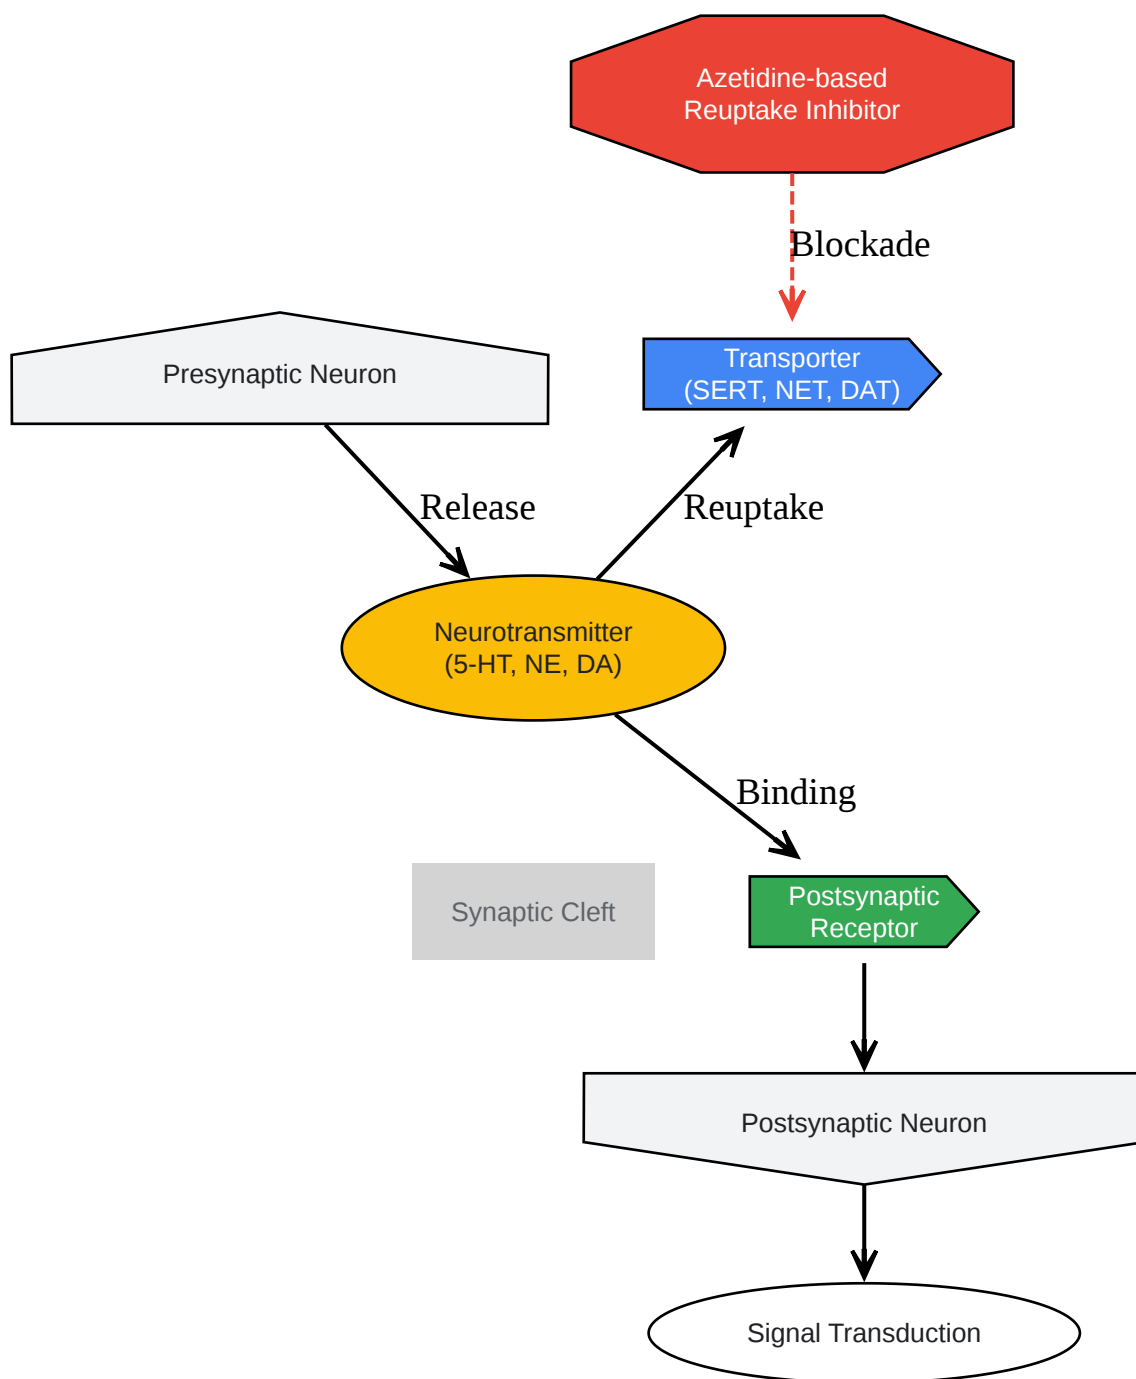 Azetidine-based
Reuptake Inhibitor
Blockade
Presynaptic Neuron
Transporter
(SERT, NET, DAT)
Release
Reuptake
Neurotransmitter
(5-HT, NE, DA)
Binding
Synaptic Cleft
Postsynaptic
Receptor
Postsynaptic Neuron
Signal Transduction